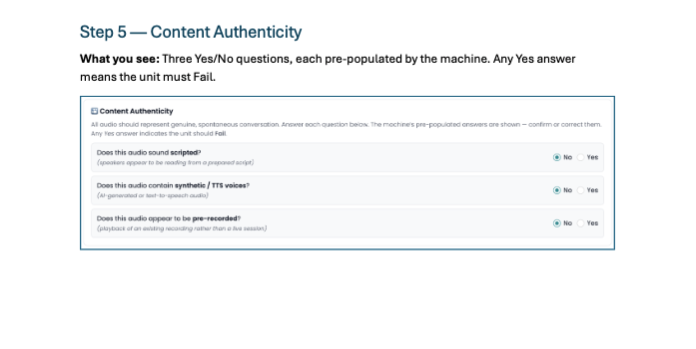 Step 5 — Content Authenticity
What you see: Three Yes/No questions, each pre-populated by the machine. Any Yes answer
means the unit must Fail.
Content Authenticity
All audio should represent genuine, spontaneous conversation. Answer each question below. The machine's pre-populated answers are shown — confirm or correct them.
Any Yes answer indicates the unit should Fail.
Does this audio sound scripted?
(speakers appear to be reading from a prepared script)
No Yes
Does this audio contain synthetic / TTS voices?
(AI-generated or text-to-speech audio)
No Yes
Does this audio appear to be pre-recorded?
(playback of an existing recording rather than a live session)
No Yes